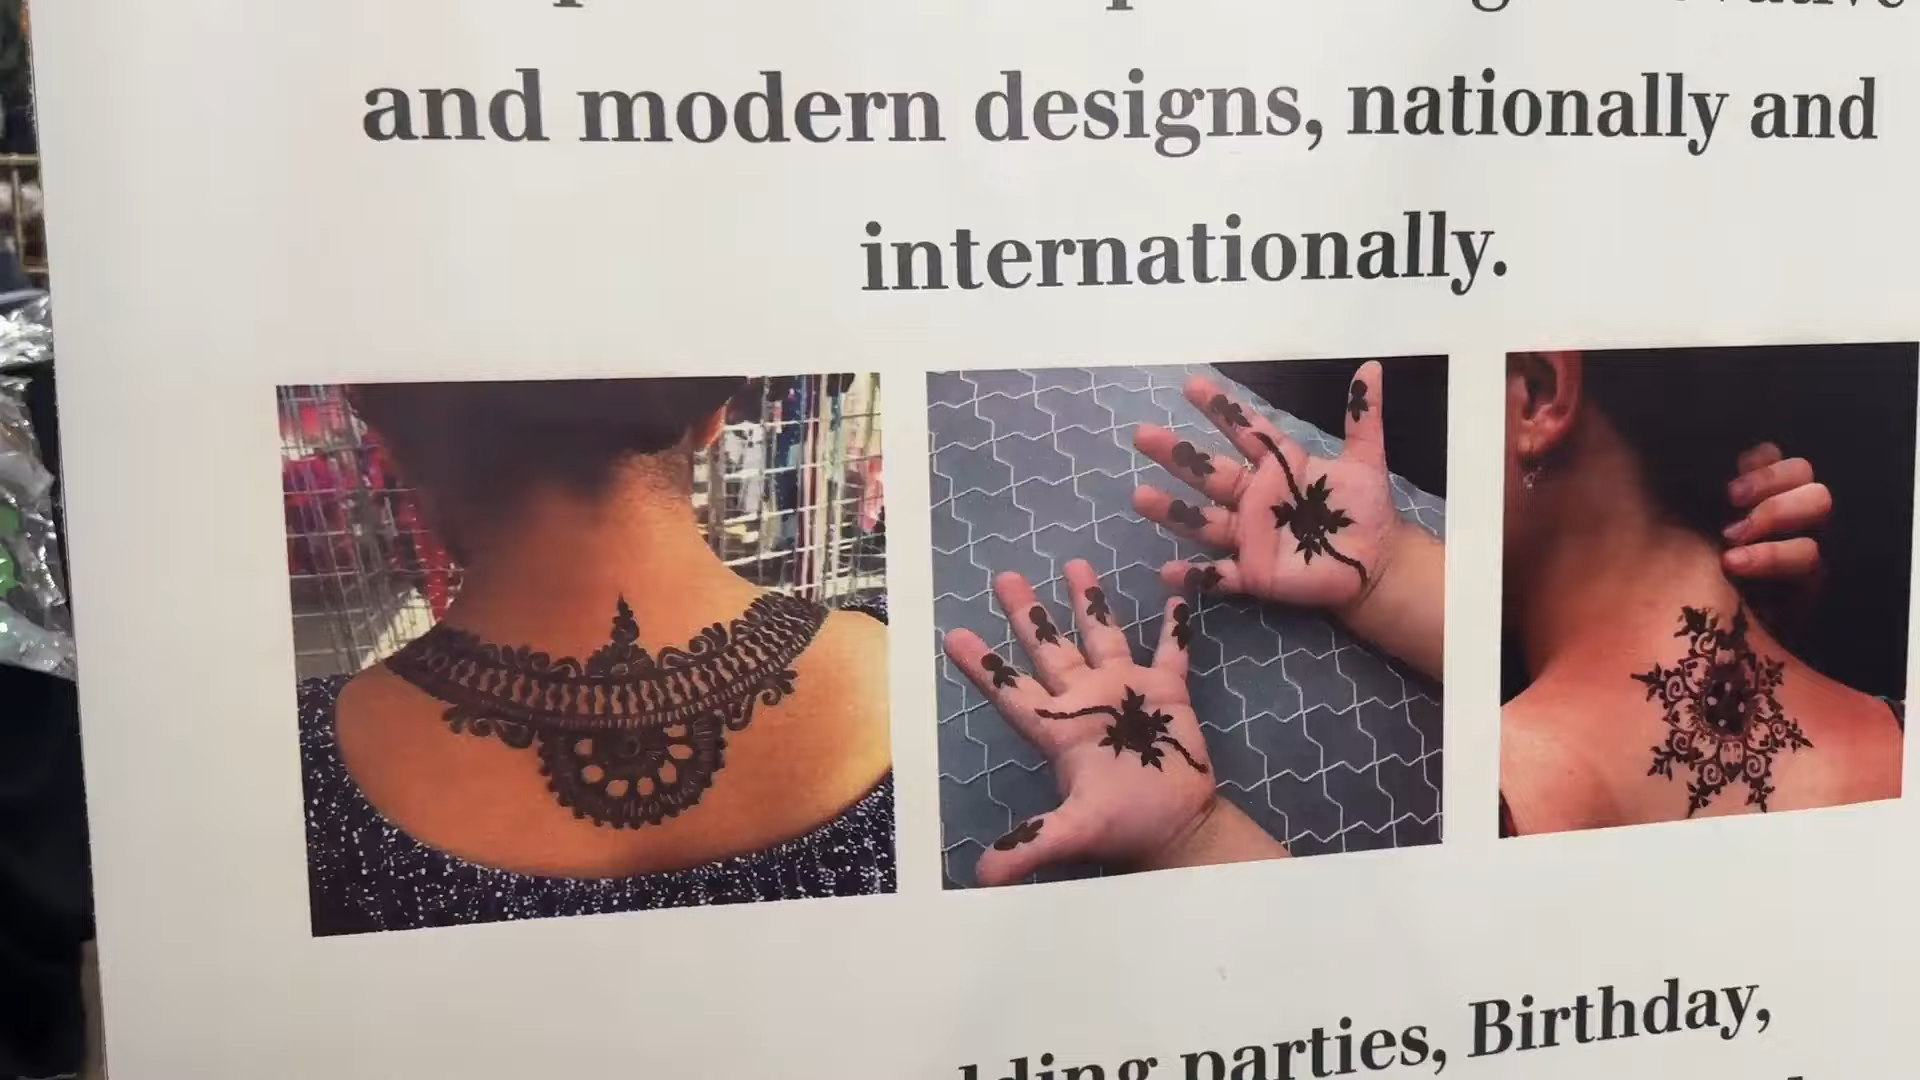 and modern designs, nationally and
internationally.
parties, Birthday,